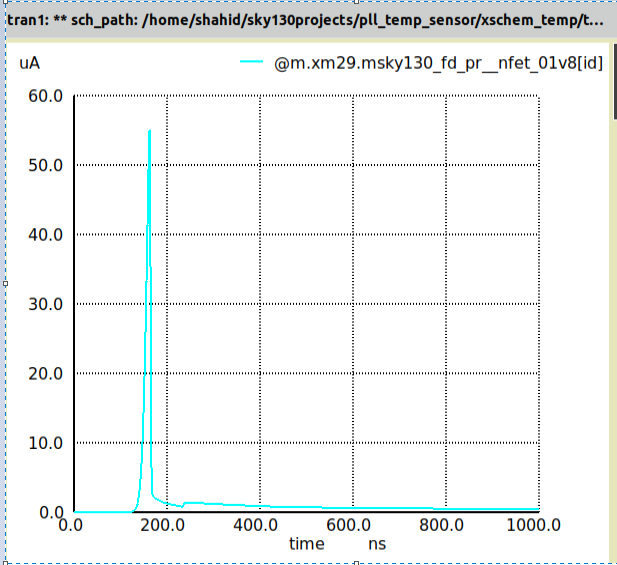 tran1: ** sch_path: /home/shahid/sky130projects/pll_temp_sensor/xschem_temp/t...
uA
@m.xm29.msky130_fd_pr__nfet_01v8[id]
60.0
50.0
40.0
30.0
20.0
10.0
0.0
0.0 200.0 400.0 600.0 800.0 1000.0
time ns